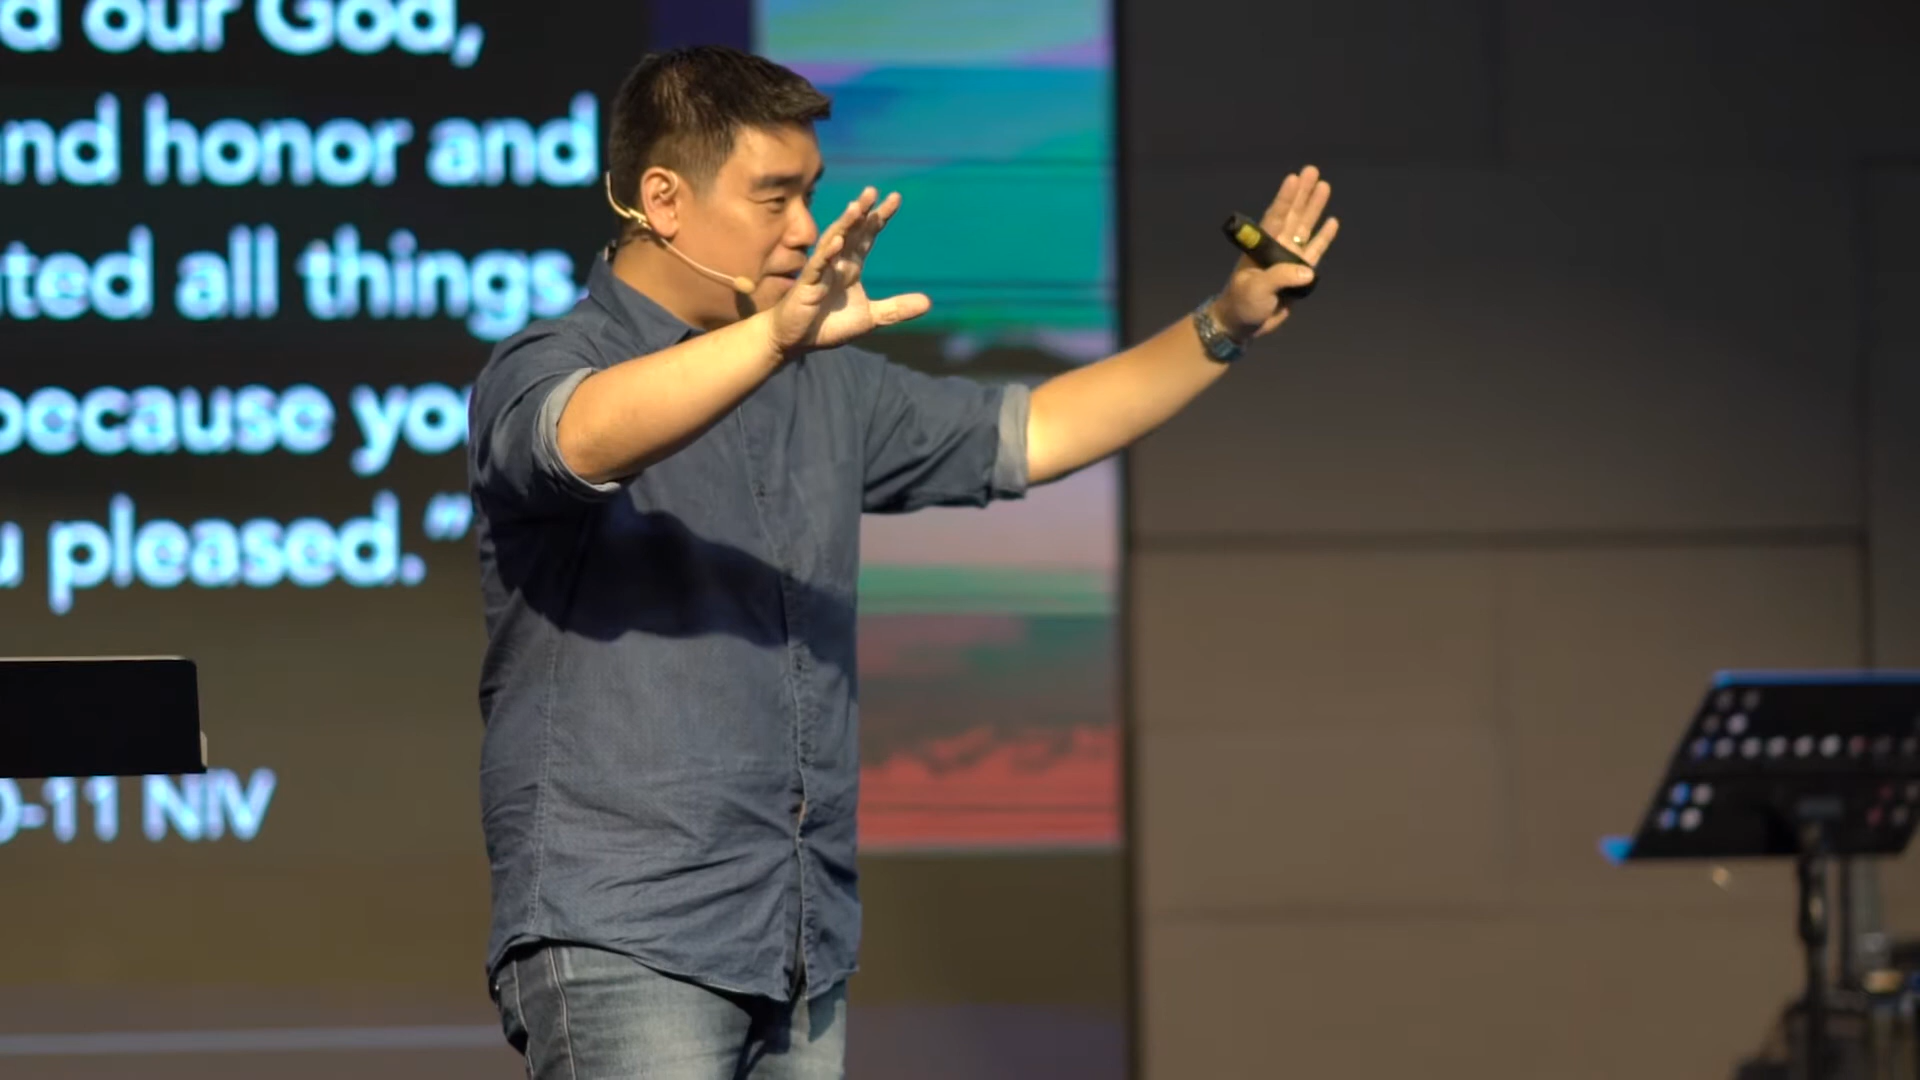 d our God,
nd honor and
ted all things,
because yo
u pleased."
0-11 NIV